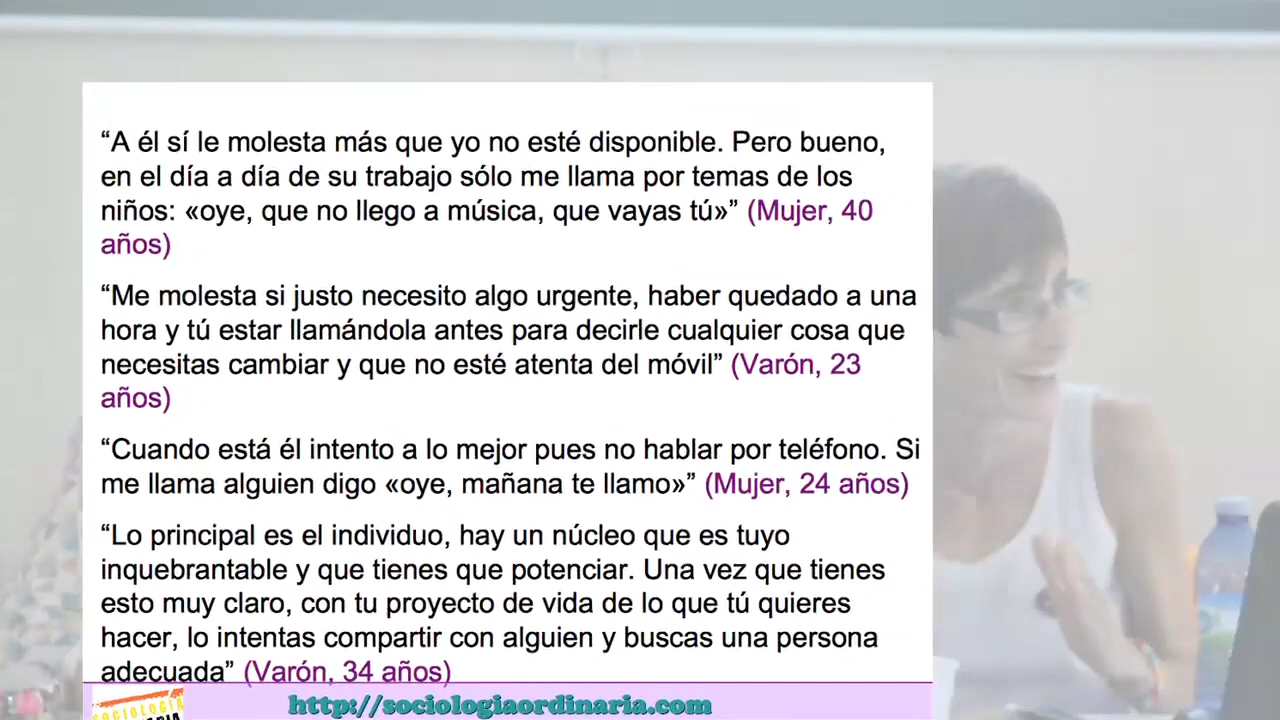 “A él sí le molesta más que yo no esté disponible. Pero bueno,
en el día a día de su trabajo sólo me llama por temas de los
niños: «oye, que no llego a música, que vayas tú»” (Mujer, 40
años)
“Me molesta si justo necesito algo urgente, haber quedado a una
hora y tú estar llamándola antes para decirle cualquier cosa que
necesitas cambiar y que no esté atenta del móvil” (Varón, 23
años)
“Cuando está él intento a lo mejor pues no hablar por teléfono. Si
me llama alguien digo «oye, mañana te llamo»” (Mujer, 24 años)
“Lo principal es el individuo, hay un núcleo que es tuyo
inquebrantable y que tienes que potenciar. Una vez que tienes
esto muy claro, con tu proyecto de vida de lo que tú quieres
hacer, lo intentas compartir con alguien y buscas una persona
adecuada” (Varón, 34 años)
SOCIOLOGÍA
http://sociologiaordinaria.com